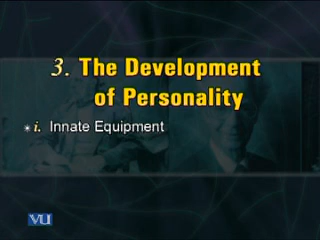 3. The Development
of Personality
i. Innate Equipment
VU